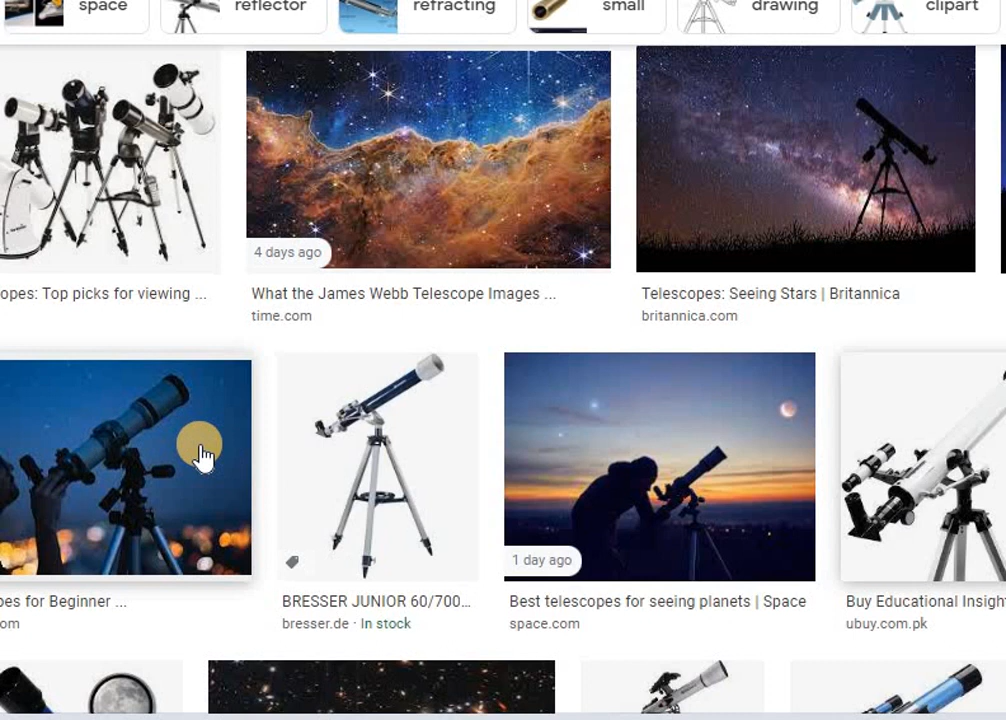 space
reflector
refracting
small
drawing
clipart
4 days ago
opes: Top picks for viewing ...
What the James Webb Telescope Images ...
time.com
Telescopes: Seeing Stars | Britannica
britannica.com
1 day ago
pes for Beginner ...
om
BRESSER JUNIOR 60/700...
bresser.de · In stock
Best telescopes for seeing planets | Space
space.com
Buy Educational Insigh
ubuy.com.pk